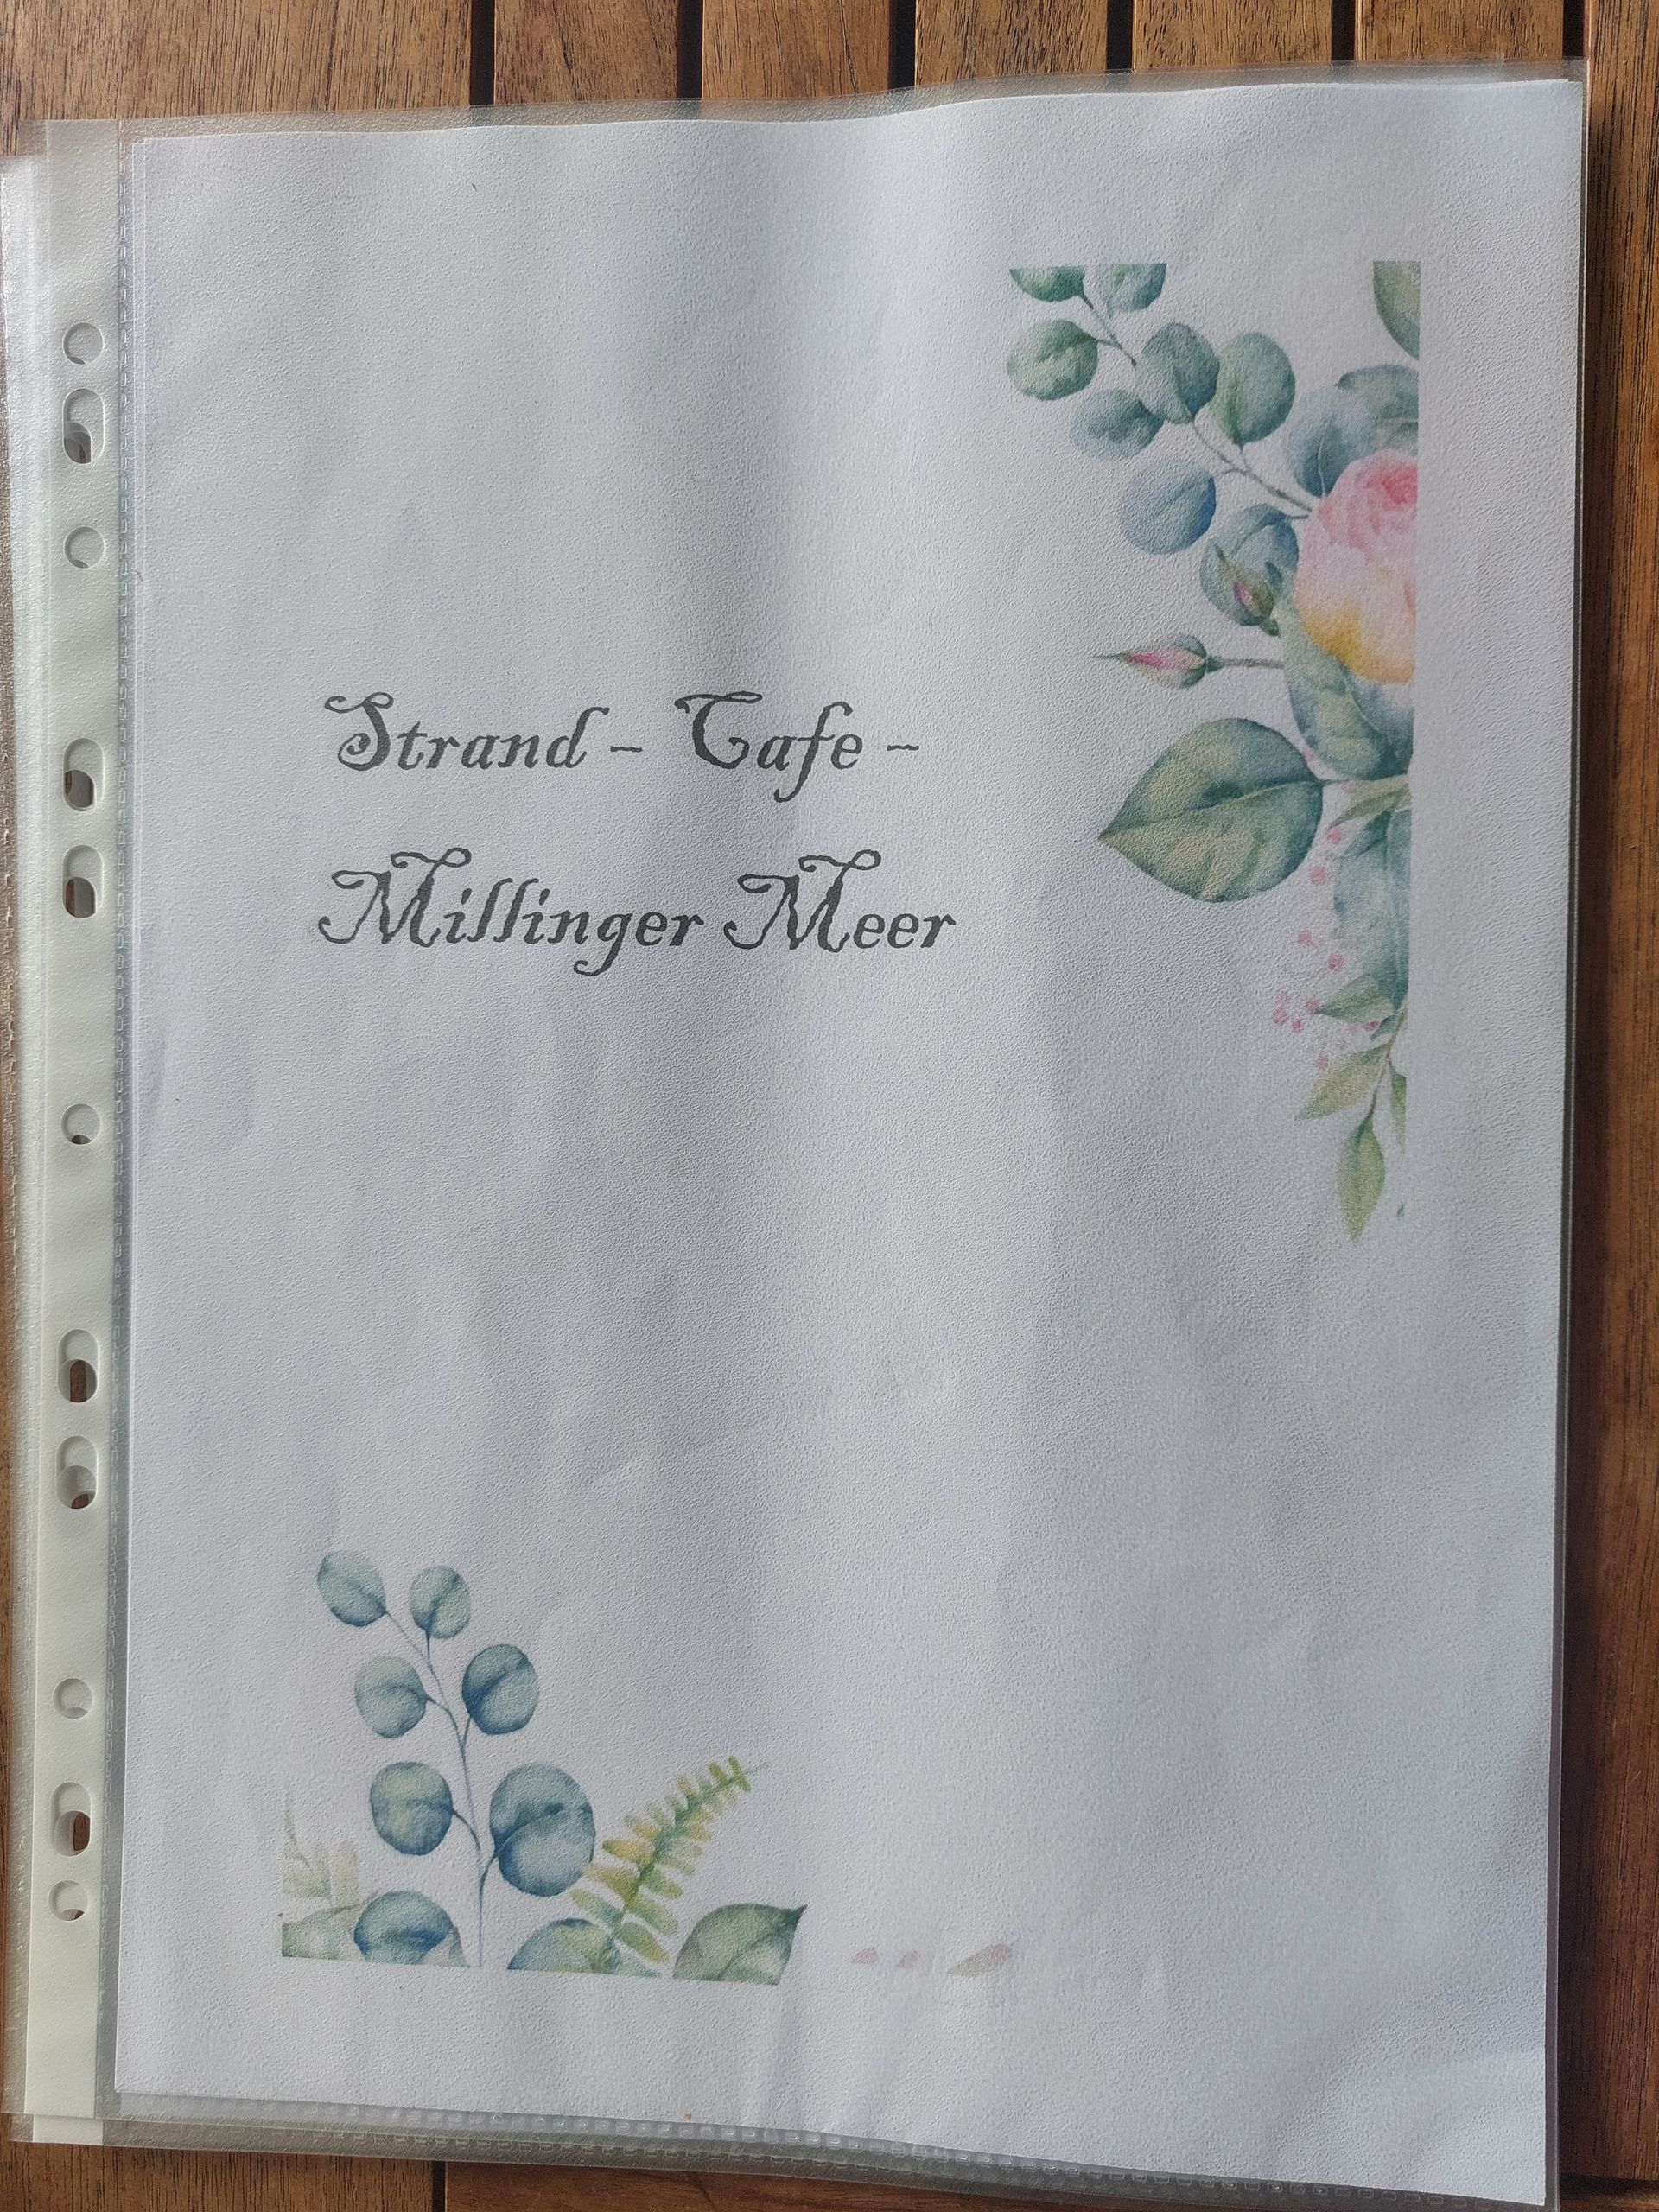 Strand - Cafe -
Millinger Meer